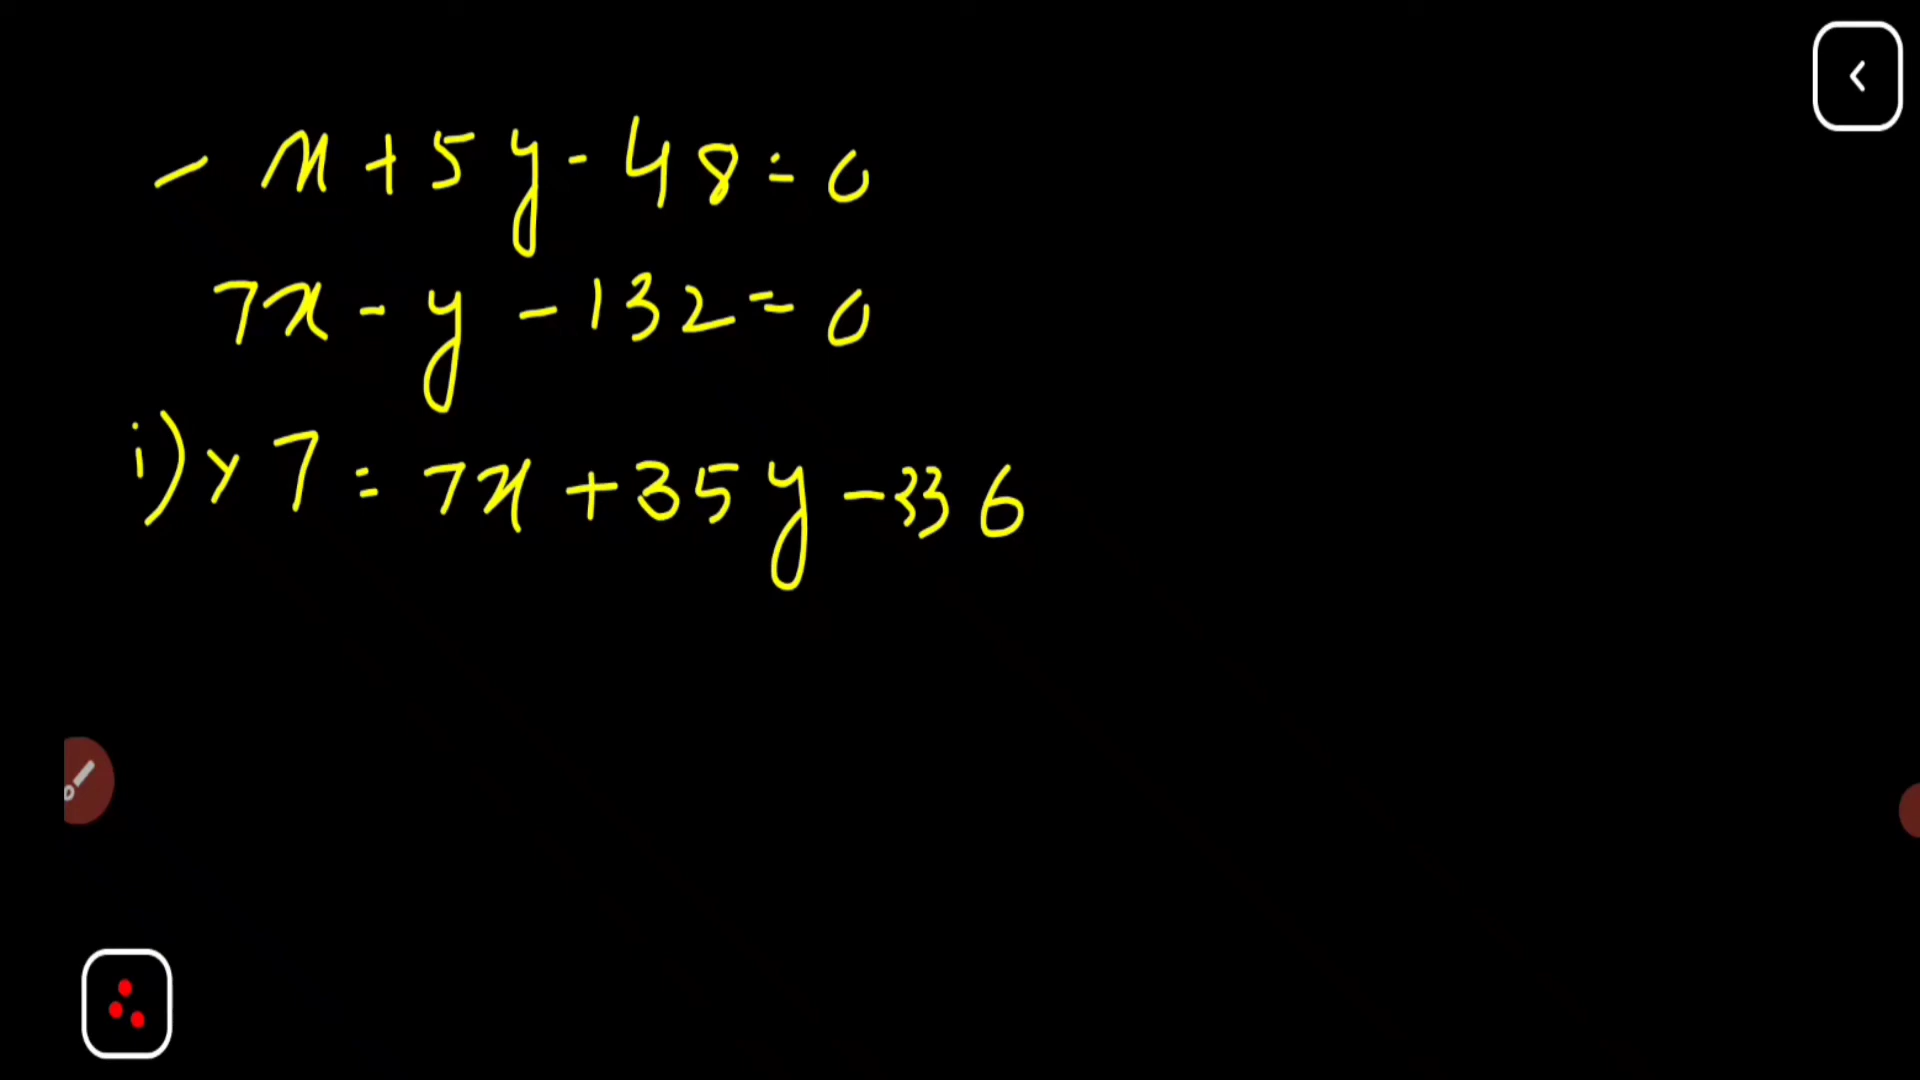 - x + 5y - 48 = 0
7x - y - 132 = 0
i) x 7 = 7x + 35y - 336